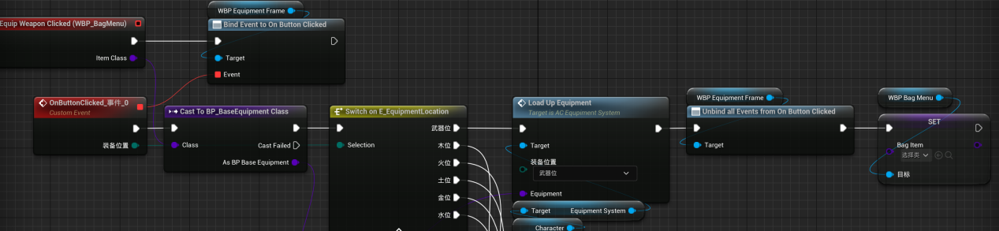 WBP Equipment Frame
Equip Weapon Clicked (WBP_BagMenu)
Bind Event to On Button Clicked
Item Class
Target
Event
WBP Equipment Frame
WBP Bag Menu
OnButtonClicked_事件_0
Custom Event
Cast To BP_BaseEquipment Class
Switch on E_EquipmentLocation
Load Up Equipment
Target is AC Equipment System
Unbind all Events from On Button Clicked
SET
武器位
装备位置
Class
Cast Failed
Selection
木位
Target
Target
Bag Item
选择类
As BP Base Equipment
火位
装备位置
武器位
目标
土位
金位
Equipment
水位
Target
Equipment System
Character